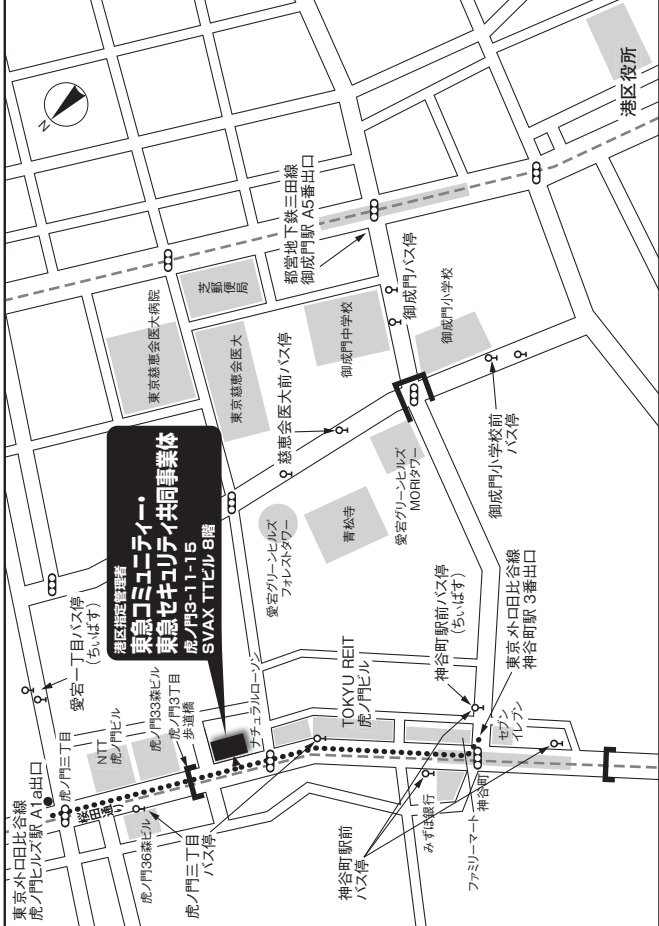 N
港区役所
都営地下鉄三田線
御成門駅 A5番出口
芝郵便局
東京慈恵会医大病院
東京慈恵会医大
御成門中学校
御成門バス停
御成門小学校
慈恵会医大前バス停
御成門小学校前
バス停
港区指定管理者
東急コミュニティー・
東急セキュリティ共同事業体
虎ノ門3-11-15
SVAX TTビル 8階
愛宕グリーンヒルズ
フォレストタワー
青松寺
愛宕グリーンヒルズ
MORIタワー
愛宕一丁目バス停
(ちぃばす)
神谷町駅前バス停
(ちぃばす)
東京メトロ日比谷線
神谷町駅 3番出口
東京メトロ日比谷線
虎ノ門ヒルズ駅 A1a出口
虎ノ門三丁目
NTT
虎ノ門ビル
虎ノ門33森ビル
虎ノ門3丁目
歩道橋
ナチュラルローソン
TOKYU REIT
虎ノ門ビル
セブン
イレブン
桜田通り
虎ノ門36森ビル
虎ノ門三丁目
バス停
神谷町駅前
バス停
みずほ銀行
ファミリーマート
神谷町